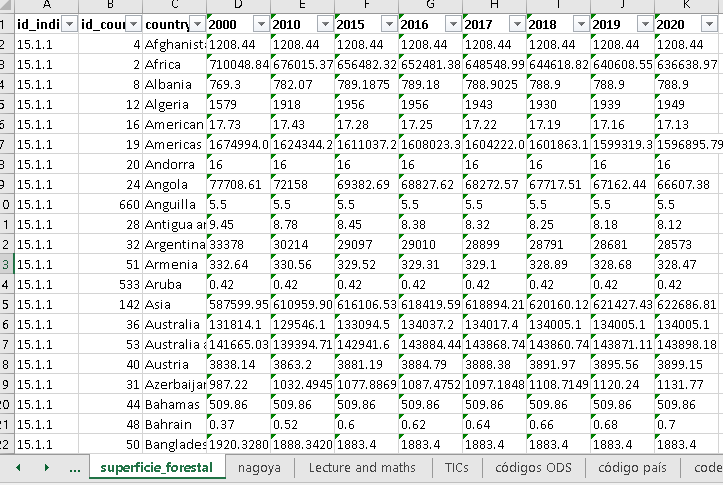 A B C D E F G H I J K
1 id_indi id_cour country 2000 2010 2015 2016 2017 2018 2019 2020
2 15.1.1 4 Afghanista 1208.44 1208.44 1208.44 1208.44 1208.44 1208.44 1208.44 1208.44
3 15.1.1 2 Africa 710048.84 676015.37 656482.32 652481.38 648548.99 644618.82 640608.55 636638.97
4 15.1.1 8 Albania 769.3 782.07 789.1875 789.18 788.9025 788.9 788.9 788.9
5 15.1.1 12 Algeria 1579 1918 1956 1956 1943 1930 1939 1949
6 15.1.1 16 American 17.73 17.43 17.28 17.25 17.22 17.19 17.16 17.13
7 15.1.1 19 Americas 1674994.0 1624344.2 1611037.2 1608023.3 1604222.0 1601863.1 1599319.3 1596895.79
8 15.1.1 20 Andorra 16 16 16 16 16 16 16 16
9 15.1.1 24 Angola 77708.61 72158 69382.69 68827.62 68272.57 67717.51 67162.44 66607.38
0 15.1.1 660 Anguilla 5.5 5.5 5.5 5.5 5.5 5.5 5.5 5.5
1 15.1.1 28 Antigua ar 9.45 8.78 8.45 8.38 8.32 8.25 8.18 8.12
2 15.1.1 32 Argentina 33378 30214 29097 29010 28899 28791 28681 28573
3 15.1.1 51 Armenia 332.64 330.56 329.52 329.31 329.1 328.89 328.68 328.47
4 15.1.1 533 Aruba 0.42 0.42 0.42 0.42 0.42 0.42 0.42 0.42
5 15.1.1 142 Asia 587599.95 610959.90 616106.53 618419.59 618894.21 620160.12 621427.43 622686.81
6 15.1.1 36 Australia 131814.1 129546.1 133094.5 134037.2 134017.4 134005.1 134005.1 134005.1
7 15.1.1 53 Australia a 141665.03 139394.71 142941.6 143884.44 143868.74 143860.74 143871.11 143898.18
8 15.1.1 40 Austria 3838.14 3863.2 3881.19 3884.79 3888.38 3891.97 3895.56 3899.15
9 15.1.1 31 Azerbaijan 987.22 1032.4945 1077.8869 1087.4752 1097.1848 1108.7149 1120.24 1131.77
20 15.1.1 44 Bahamas 509.86 509.86 509.86 509.86 509.86 509.86 509.86 509.86
21 15.1.1 48 Bahrain 0.37 0.52 0.6 0.62 0.64 0.66 0.68 0.7
22 15.1.1 50 Banglades 1920.3280 1888.3420 1883.4 1883.4 1883.4 1883.4 1883.4 1883.4
... superficie_forestal nagoya Lecture and maths TICs códigos ODS código país code